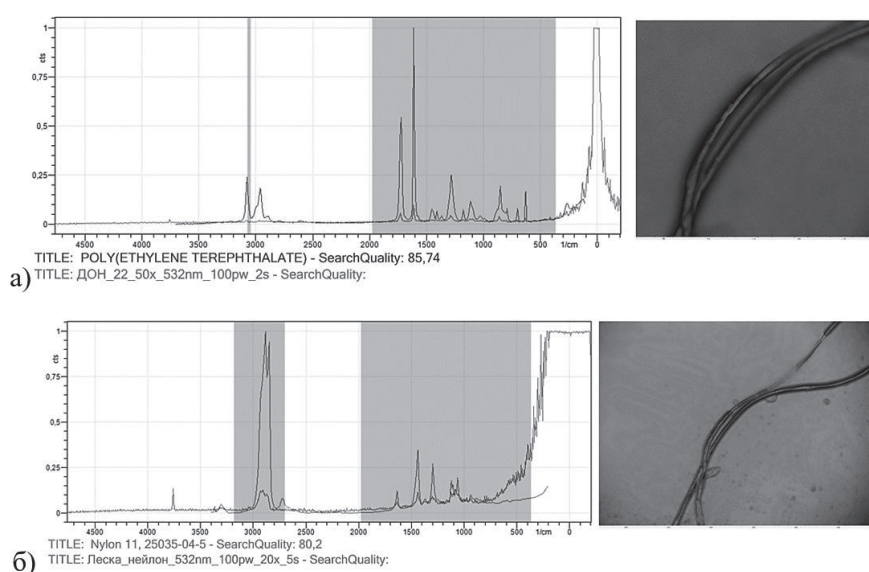 1
cts
0,75
0,5
0,25
0
4500 4000 3500 3000 2500 2000 1500 1000 500 1/cm 0
TITLE: POLY(ETHYLENE TEREPHTHALATE) - SearchQuality: 85,74
а) TITLE: ДОН_22_50x_532nm_100pw_2s - SearchQuality:
1
cts
0,75
0,5
0,25
0
4500 4000 3500 3000 2500 2000 1500 1000 500 1/cm 0
TITLE: Nylon 11, 25035-04-5 - SearchQuality: 80,2
б) TITLE: Леска_нейлон_532nm_100pw_20x_5s - SearchQuality: